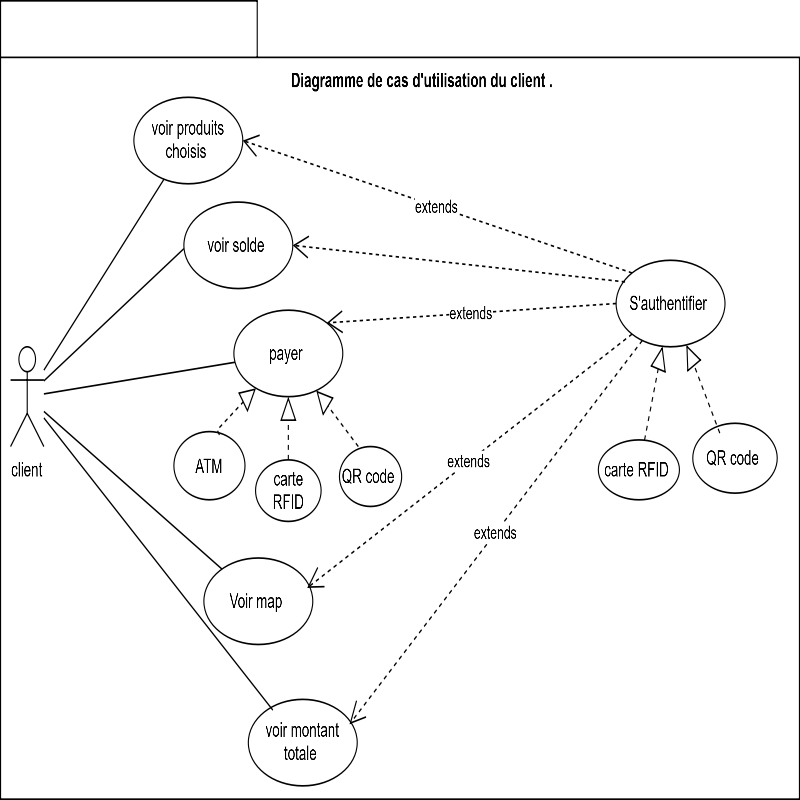 Diagramme de cas d'utilisation du client .
voir produits
choisis
extends
voir solde
S'authentifier
extends
payer
client
ATM
carte
RFID
QR code
extends
carte RFID
QR code
extends
Voir map
voir montant
totale